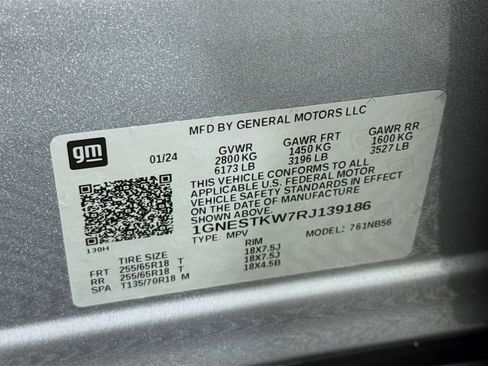 gm
MFD BY GENERAL MOTORS LLC
01/24
GVWR GAWR FRT GAWR RR
2800 KG 1450 KG 1600 KG
6173 LB 3196 LB 3527 LB
THIS VEHICLE CONFORMS TO ALL
APPLICABLE U.S. FEDERAL MOTOR
VEHICLE SAFETY STANDARDS IN EFFECT
ON THE DATE OF MANUFACTURE
SHOWN ABOVE.
1GNESTKW7RJ139186
130H
TYPE: MPV MODEL: 761NB56
TIRE SIZE RIM
FRT 255/65R18 T 18X7.5J
RR 255/65R18 T 18X7.5J
SPA T135/70R18 M 18X4.5B